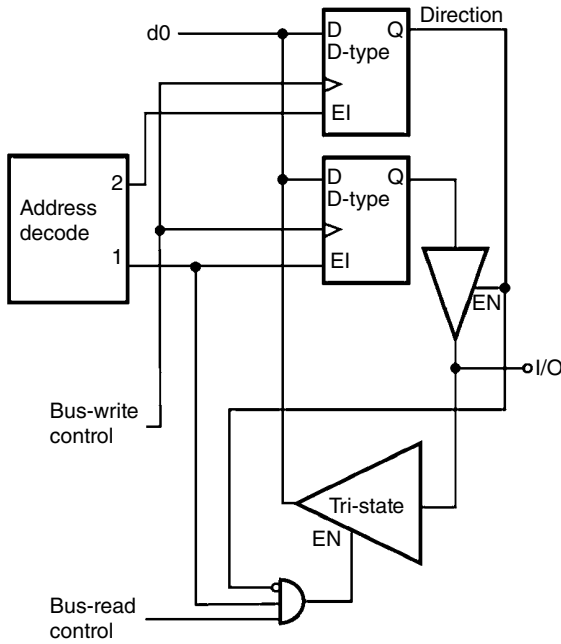 Direction
d0
D
Q
D-type
EI
2
Address
decode
1
D
Q
D-type
EI
EN
I/O
Bus-write
control
Tri-state
EN
Bus-read
control